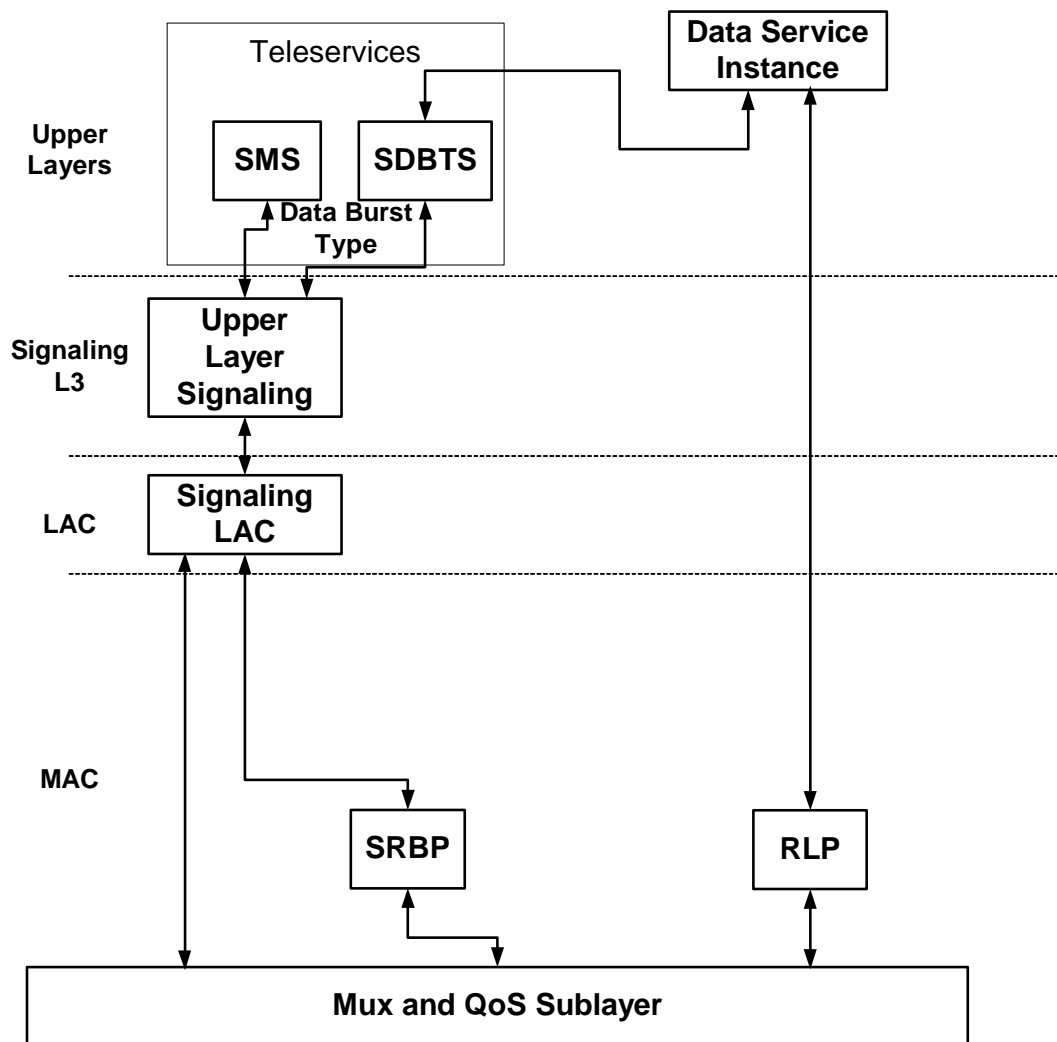 Teleservices
Data Service
Instance
Upper
Layers
SMS
SDBTS
Data Burst
Type
Signaling
L3
Upper
Layer
Signaling
LAC
Signaling
LAC
MAC
SRBP
RLP
Mux and QoS Sublayer